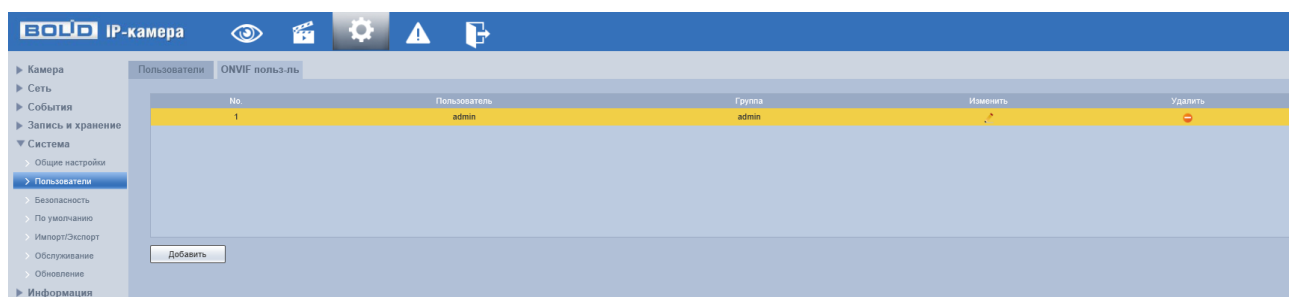 BOLID IP-камера
Камера
Пользователи ONVIF польз-ль
Сеть
No. Пользователь Группа Изменить Удалить
События
1 admin admin
Запись и хранение
Система
Общие настройки
Пользователи
Безопасность
По умолчанию
Импорт/Экспорт
Добавить
Обслуживание
Обновление
Информация